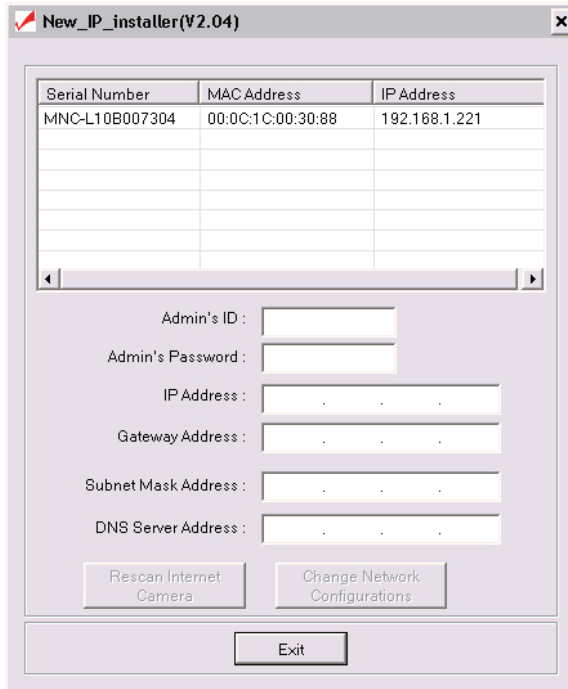 New_IP_installer(V2.04)
Serial Number MAC Address IP Address
MNC-L10B007304 00:0C:1C:00:30:88 192.168.1.221
Admin's ID :
Admin's Password :
IP Address : . . .
Gateway Address : . . .
Subnet Mask Address : . . .
DNS Server Address : . . .
Rescan Internet Camera
Change Network Configurations
Exit